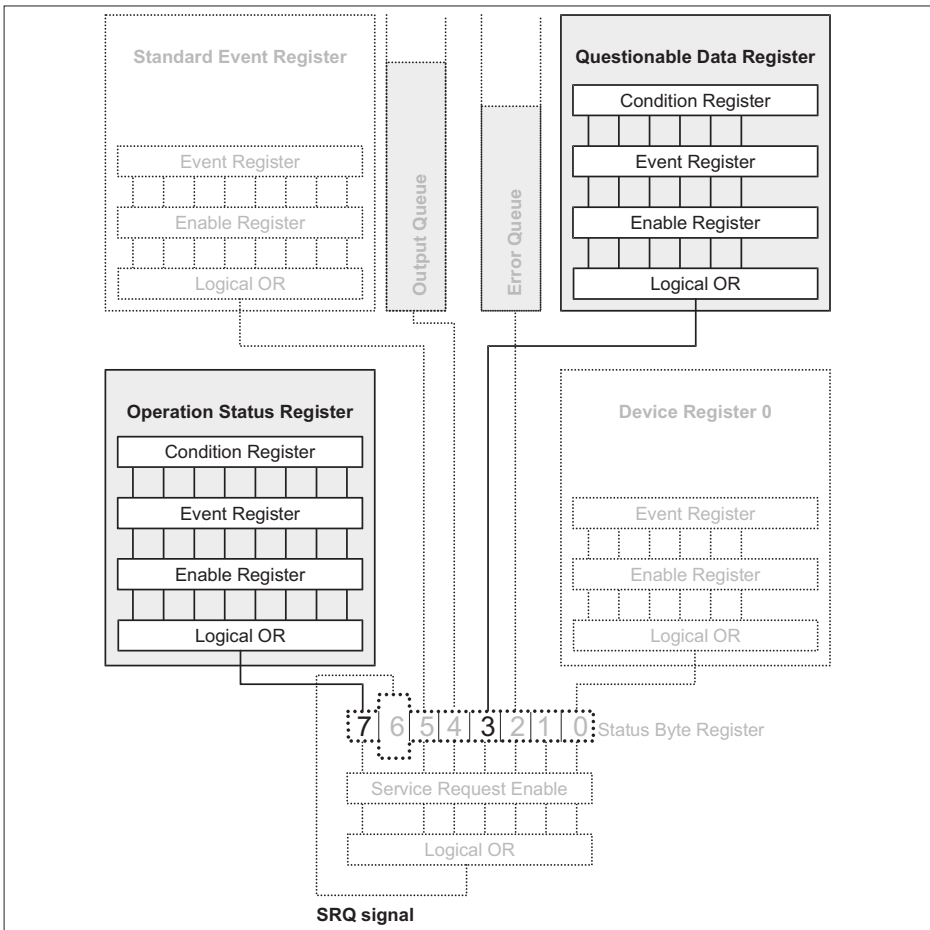 Standard Event Register
Event Register
Enable Register
Logical OR
Output Queue
Error Queue
Questionable Data Register
Condition Register
Event Register
Enable Register
Logical OR
Operation Status Register
Condition Register
Event Register
Enable Register
Logical OR
Device Register 0
Event Register
Enable Register
Logical OR
7 6 5 4 3 2 1 0 Status Byte Register
Service Request Enable
Logical OR
SRQ signal